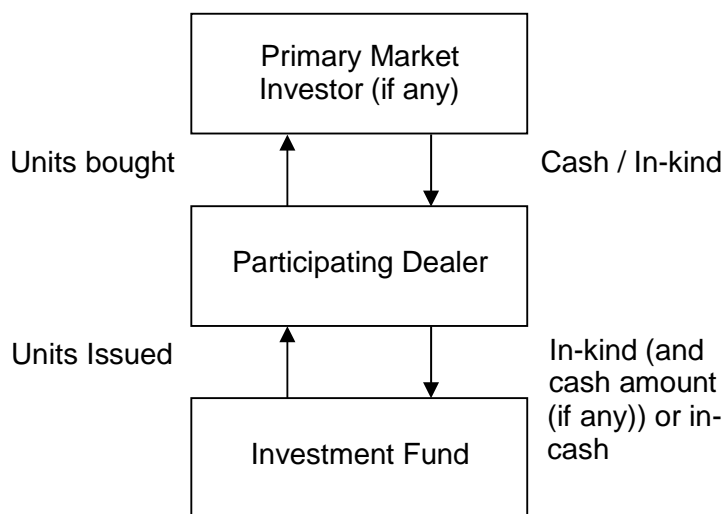 Primary Market
Investor (if any)
Units bought
Cash / In-kind
Participating Dealer
Units Issued
In-kind (and
cash amount
(if any)) or in-
cash
Investment Fund